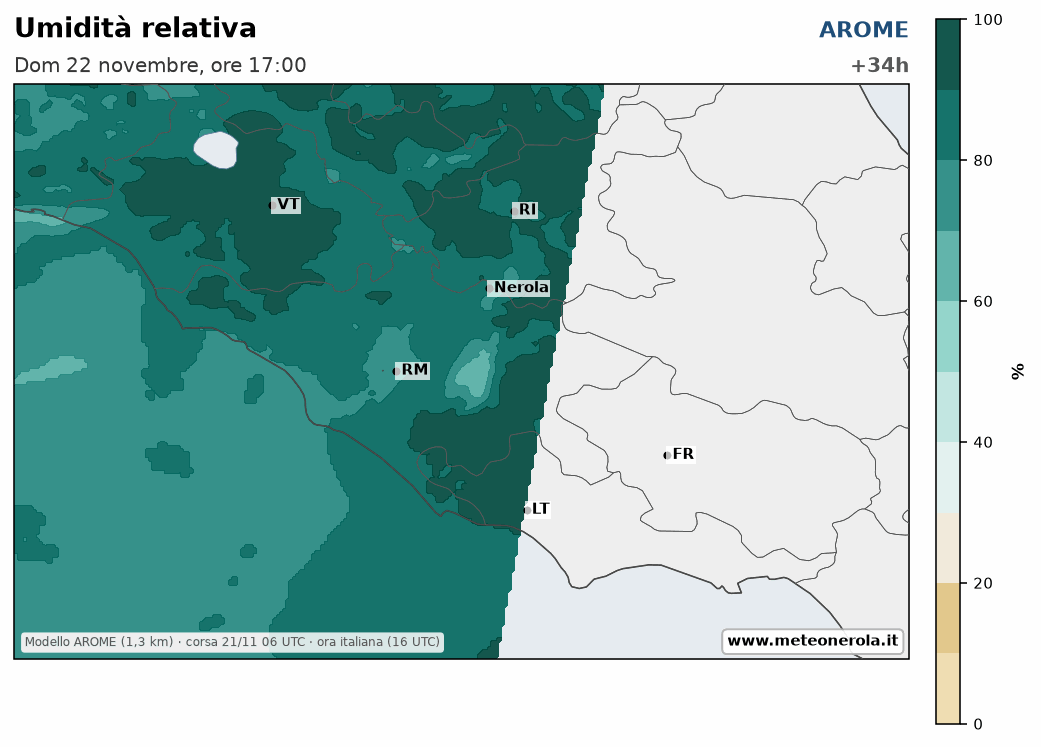 Umidità relativa
AROME
Dom 22 novembre, ore 17:00
+34h
100
80
60
40
20
0
%
VT
RI
Nerola
RM
FR
LT
Modello AROME (1,3 km) · corsa 21/11 06 UTC · ora italiana (16 UTC)
www.meteonerola.it